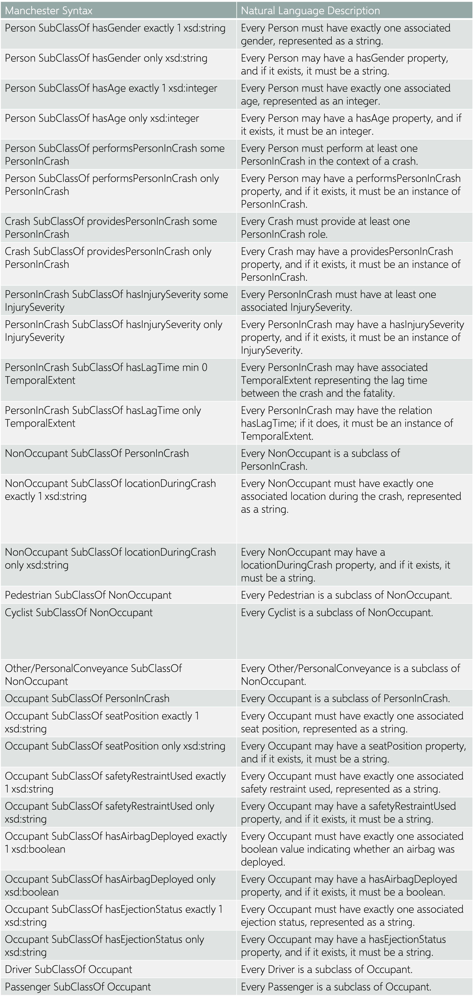 Manchester Syntax
Natural Language Description
Person SubClassOf hasGender exactly 1 xsd:string
Every Person must have exactly one associated
gender, represented as a string.
Person SubClassOf hasGender only xsd:string
Every Person may have a hasGender property,
and if it exists, it must be a string.
Person SubClassOf hasAge exactly 1 xsd:integer
Every Person must have exactly one associated
age, represented as an integer.
Person SubClassOf hasAge only xsd:integer
Every Person may have a hasAge property, and if
it exists, it must be an integer.
Person SubClassOf performsPersonInCrash some
PersonInCrash
Every Person must perform at least one
PersonInCrash in the context of a crash.
Person SubClassOf performsPersonInCrash only
PersonInCrash
Every Person may have a performsPersonInCrash
property, and if it exists, it must be an instance of
PersonInCrash.
Crash SubClassOf providesPersonInCrash some
PersonInCrash
Every Crash must provide at least one
PersonInCrash role.
Crash SubClassOf providesPersonInCrash only
PersonInCrash
Every Crash may have a providesPersonInCrash
property, and if it exists, it must be an instance of
PersonInCrash.
PersonInCrash SubClassOf hasInjurySeverity some
InjurySeverity
Every PersonInCrash must have at least one
associated InjurySeverity.
PersonInCrash SubClassOf hasInjurySeverity only
InjurySeverity
Every PersonInCrash may have a hasInjurySeverity
property, and if it exists, it must be an instance of
InjurySeverity.
PersonInCrash SubClassOf hasLagTime min 0
TemporalExtent
Every PersonInCrash may have associated
TemporalExtent representing the lag time
between the crash and the fatality.
PersonInCrash SubClassOf hasLagTime only
TemporalExtent
Every PersonInCrash may have the relation
hasLagTime; if it does, it must be an instance of
TemporalExtent.
NonOccupant SubClassOf PersonInCrash
Every NonOccupant is a subclass of
PersonInCrash.
NonOccupant SubClassOf locationDuringCrash
exactly 1 xsd:string
Every NonOccupant must have exactly one
associated location during the crash, represented
as a string.
NonOccupant SubClassOf locationDuringCrash
only xsd:string
Every NonOccupant may have a
locationDuringCrash property, and if it exists, it
must be a string.
Pedestrian SubClassOf NonOccupant
Every Pedestrian is a subclass of NonOccupant.
Cyclist SubClassOf NonOccupant
Every Cyclist is a subclass of NonOccupant.
Other/PersonalConveyance SubClassOf
NonOccupant
Every Other/PersonalConveyance is a subclass of
NonOccupant.
Occupant SubClassOf PersonInCrash
Every Occupant is a subclass of PersonInCrash.
Occupant SubClassOf seatPosition exactly 1
xsd:string
Every Occupant must have exactly one associated
seat position, represented as a string.
Occupant SubClassOf seatPosition only xsd:string
Every Occupant may have a seatPosition property,
and if it exists, it must be a string.
Occupant SubClassOf safetyRestraintUsed exactly
1 xsd:string
Every Occupant must have exactly one associated
safety restraint used, represented as a string.
Occupant SubClassOf safetyRestraintUsed only
xsd:string
Every Occupant may have a safetyRestraintUsed
property, and if it exists, it must be a string.
Occupant SubClassOf hasAirbagDeployed exactly
1 xsd:boolean
Every Occupant must have exactly one associated
boolean value indicating whether an airbag was
deployed.
Occupant SubClassOf hasAirbagDeployed only
xsd:boolean
Every Occupant may have a hasAirbagDeployed
property, and if it exists, it must be a boolean.
Occupant SubClassOf hasEjectionStatus exactly 1
xsd:string
Every Occupant must have exactly one associated
ejection status, represented as a string.
Occupant SubClassOf hasEjectionStatus only
xsd:string
Every Occupant may have a hasEjectionStatus
property, and if it exists, it must be a string.
Driver SubClassOf Occupant
Every Driver is a subclass of Occupant.
Passenger SubClassOf Occupant
Every Passenger is a subclass of Occupant.